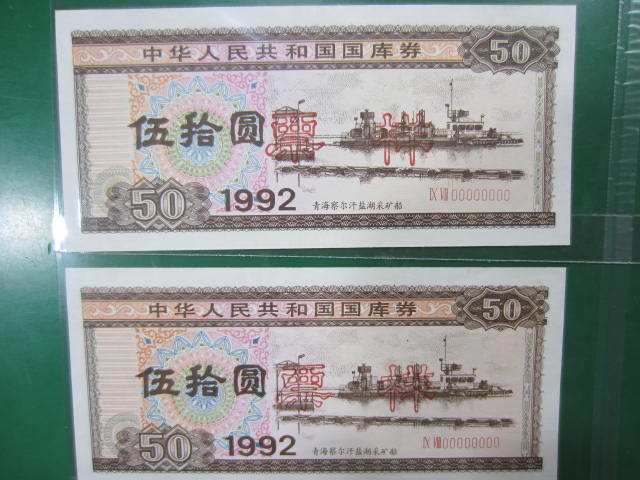 中华人民共和国国库券
50
伍拾圆
票样
IX VII 00000000
50
1992
青海察尔汗盐湖采矿船
中华人民共和国国库券
50
伍拾圆
票样
IX VIII 00000000
50
1992
青海察尔汗盐湖采矿船